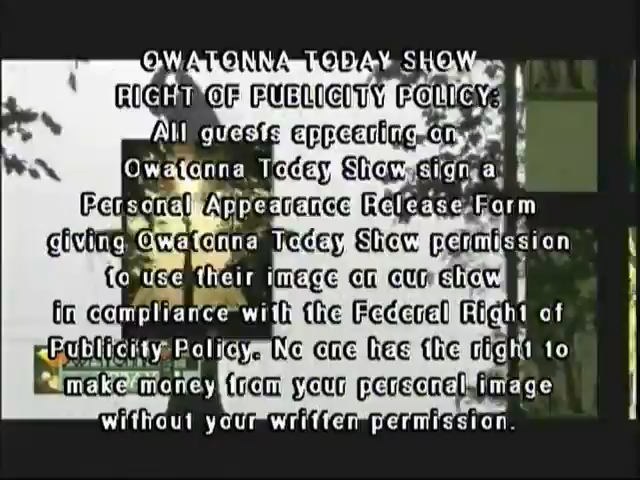 OWATONNA TODAY SHOW
RIGHT OF PUBLICITY POLICY:
All guests appearing on
Owatonna Today Show sign a
Personal Appearance Release Form
giving Owatonna Today Show permission
to use their image on our show
in compliance with the Federal Right of
Publicity Policy. No one has the right to
make money from your personal image
without your written permission.